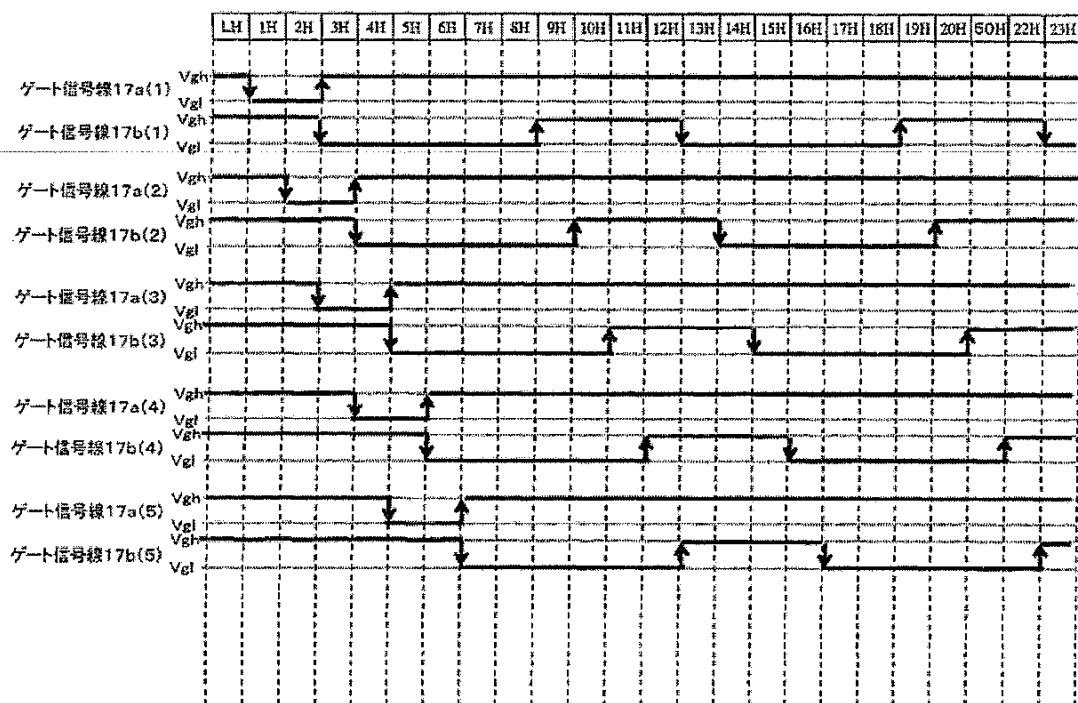 LH 1H 2H 3H 4H 5H 6H 7H 8H 9H 10H 11H 12H 13H 14H 15H 16H 17H 18H 19H 20H 50H 22H 23H
Vgh
ゲート信号線17a(1)
Vgl
Vgh
ゲート信号線17b(1)
Vgl
Vgh
ゲート信号線17a(2)
Vgl
Vgh
ゲート信号線17b(2)
Vgl
Vgh
ゲート信号線17a(3)
Vgl
Vgh
ゲート信号線17b(3)
Vgl
Vgh
ゲート信号線17a(4)
Vgl
Vgh
ゲート信号線17b(4)
Vgl
Vgh
ゲート信号線17a(5)
Vgl
Vgh
ゲート信号線17b(5)
Vgl